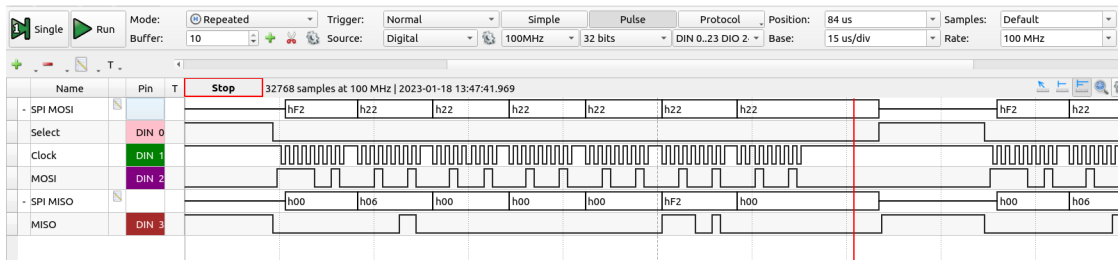 Single Run Mode: Repeated Trigger: Normal Simple Pulse Protocol Position: 84 us Samples: Default
Buffer: 10 Source: Digital 100MHz 32 bits DIN 0..23 DIO 2 Base: 15 us/div Rate: 100 MHz
T
Name Pin T Stop 32768 samples at 100 MHz | 2023-01-18 13:47:41.969
- SPI MOSI hF2 h22 h22 h22 h22 h22 h22 hF2 h22
Select DIN 0
Clock DIN 1
MOSI DIN 2
- SPI MISO h00 h06 h00 h00 h00 hF2 h00 h00 h06
MISO DIN 3